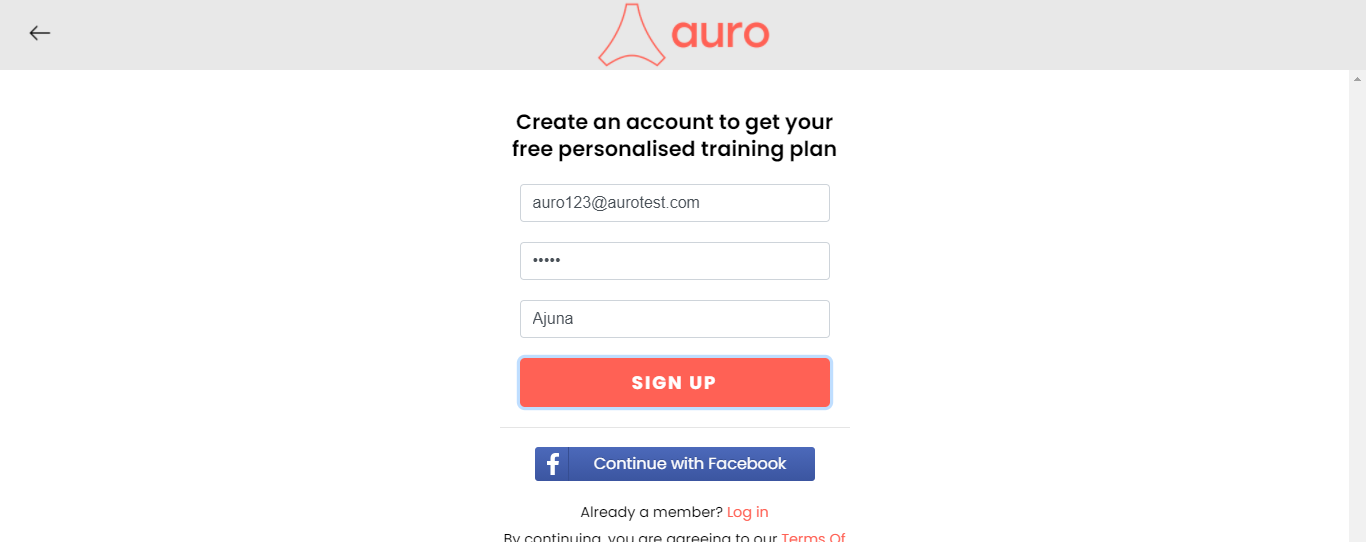 auro
Create an account to get your
free personalised training plan
auro123@aurotest.com
•••••
Ajuna
SIGN UP
f Continue with Facebook
Already a member? Log in
By continuing, you are agreeing to our Terms Of